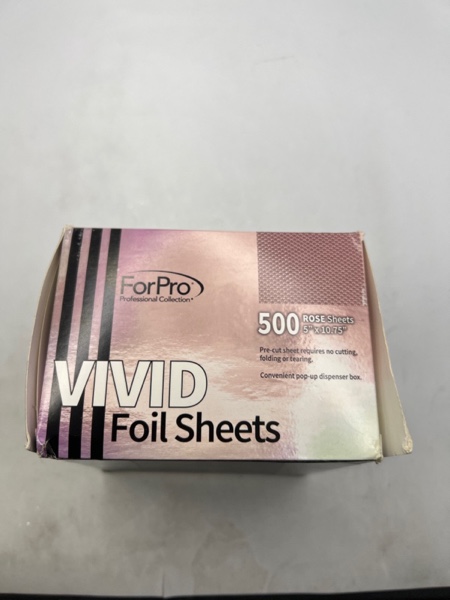 ForPro
Professional Collection
500 ROSE Sheets
5" x 10.75"
Pre-cut sheet requires no cutting,
folding or tearing.
Convenient pop-up dispenser box.
VIVID
Foil Sheets